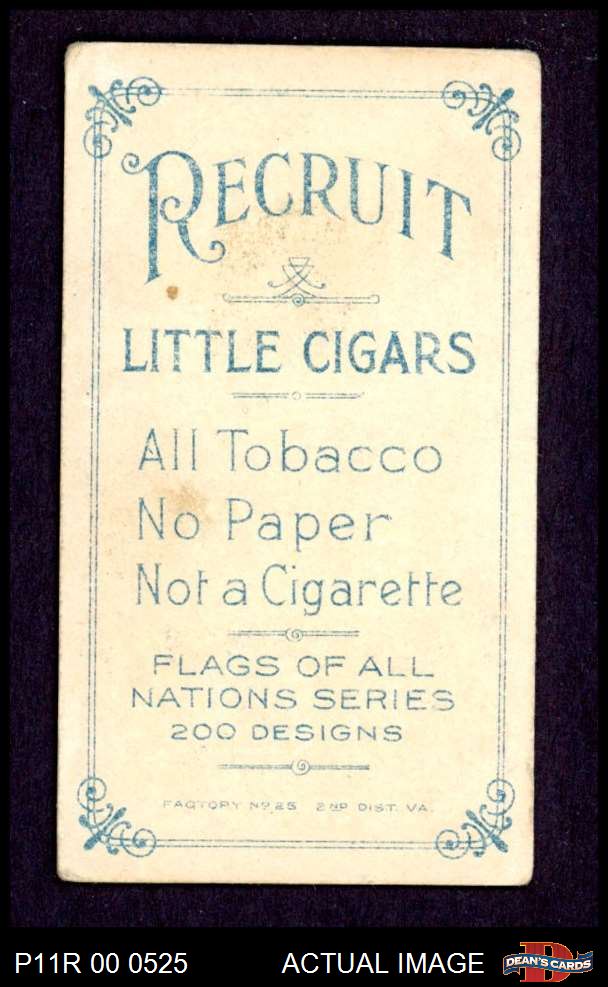 RECRUIT
LITTLE CIGARS
All Tobacco
No Paper
Not a Cigarette
FLAGS OF ALL
NATIONS SERIES
200 DESIGNS
FACTORY Nº 25 2ND DIST. VA.
P11R 00 0525 ACTUAL IMAGE DEAN'S CARDS